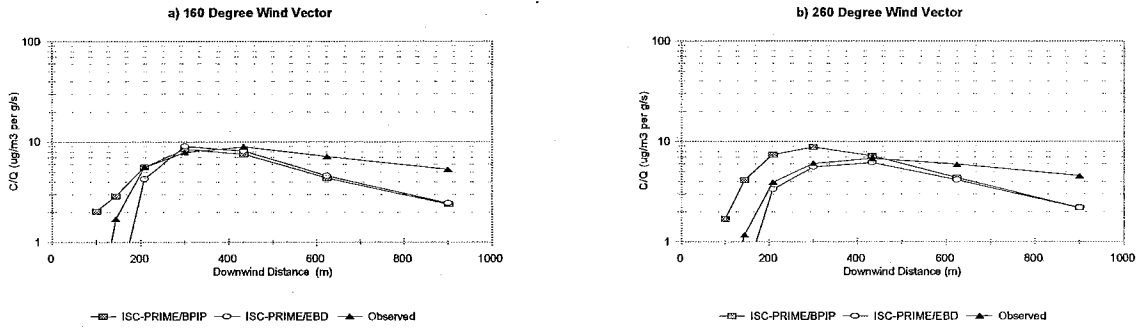 a) 160 Degree Wind Vector
100
10
1
C/Q (ug/m3 per g/s)
0 200 400 600 800 1000
Downwind Distance (m)
ISC-PRIME/BPIP ISC-PRIME/EBD Observed
b) 260 Degree Wind Vector
100
10
1
C/Q (ug/m3 per g/s)
0 200 400 600 800 1000
Downwind Distance (m)
ISC-PRIME/BPIP ISC-PRIME/EBD Observed